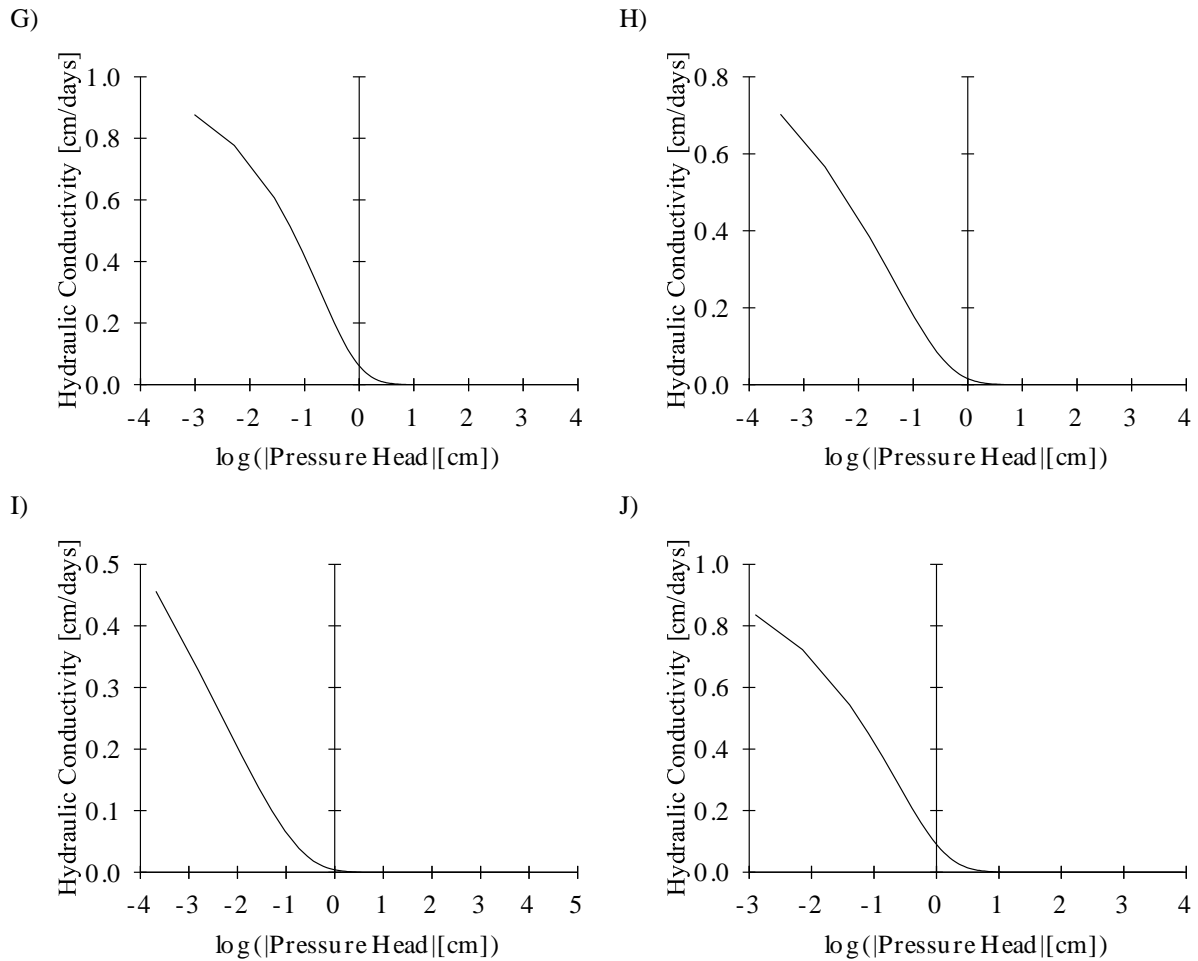 G)
Hydraulic Conductivity [cm/days]
1.0
0.8
0.6
0.4
0.2
0.0
-4 -3 -2 -1 0 1 2 3 4
log(|Pressure Head|[cm])
H)
Hydraulic Conductivity [cm/days]
0.8
0.6
0.4
0.2
0.0
-4 -3 -2 -1 0 1 2 3 4
log(|Pressure Head|[cm])
I)
Hydraulic Conductivity [cm/days]
0.5
0.4
0.3
0.2
0.1
0.0
-4 -3 -2 -1 0 1 2 3 4 5
log(|Pressure Head|[cm])
J)
Hydraulic Conductivity [cm/days]
1.0
0.8
0.6
0.4
0.2
0.0
-3 -2 -1 0 1 2 3 4
log(|Pressure Head|[cm])